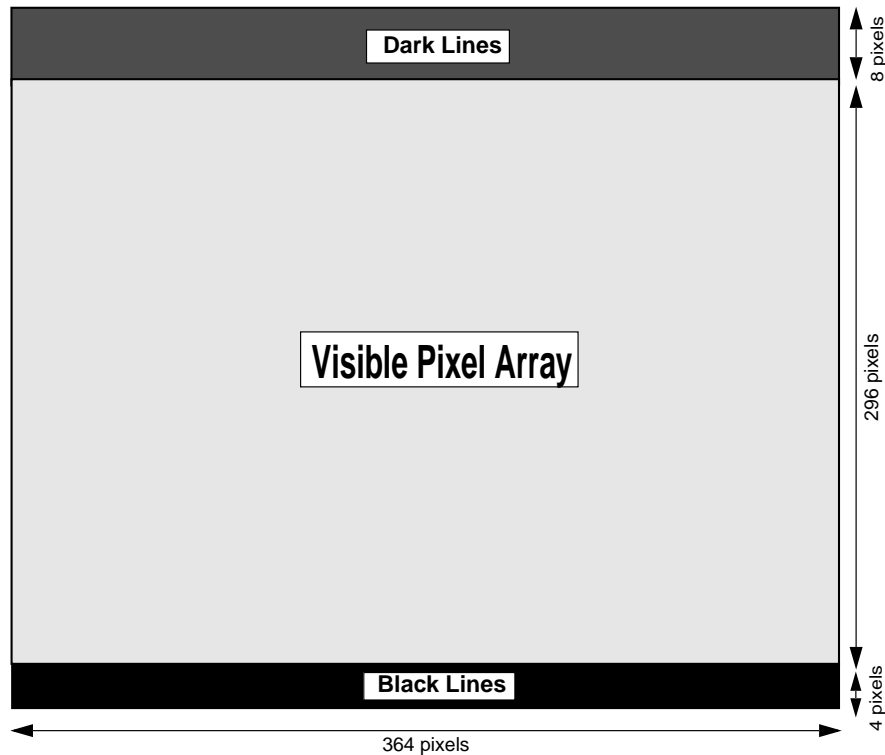 Dark Lines
8 pixels
Visible Pixel Array
296 pixels
Black Lines
4 pixels
364 pixels